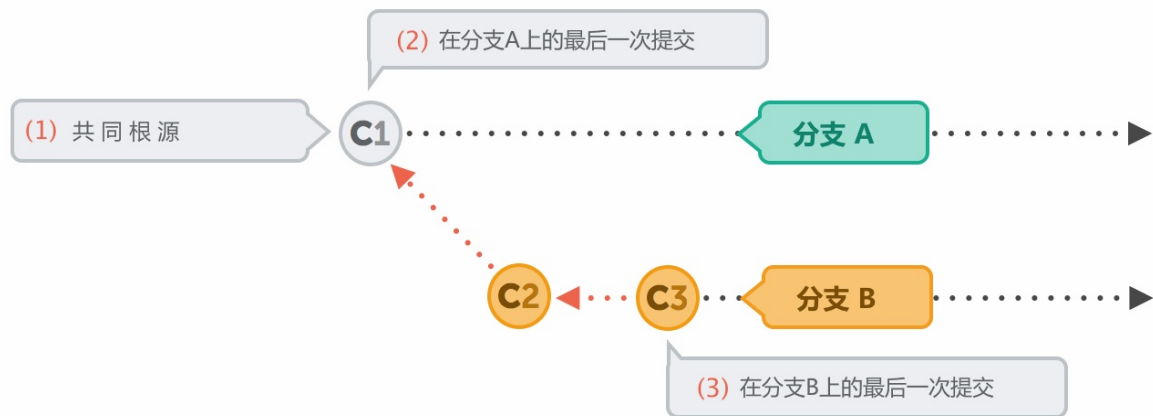 (2) 在分支A上的最后一次提交
(1) 共同根源
C1
分支 A
C2
C3
分支 B
(3) 在分支B上的最后一次提交